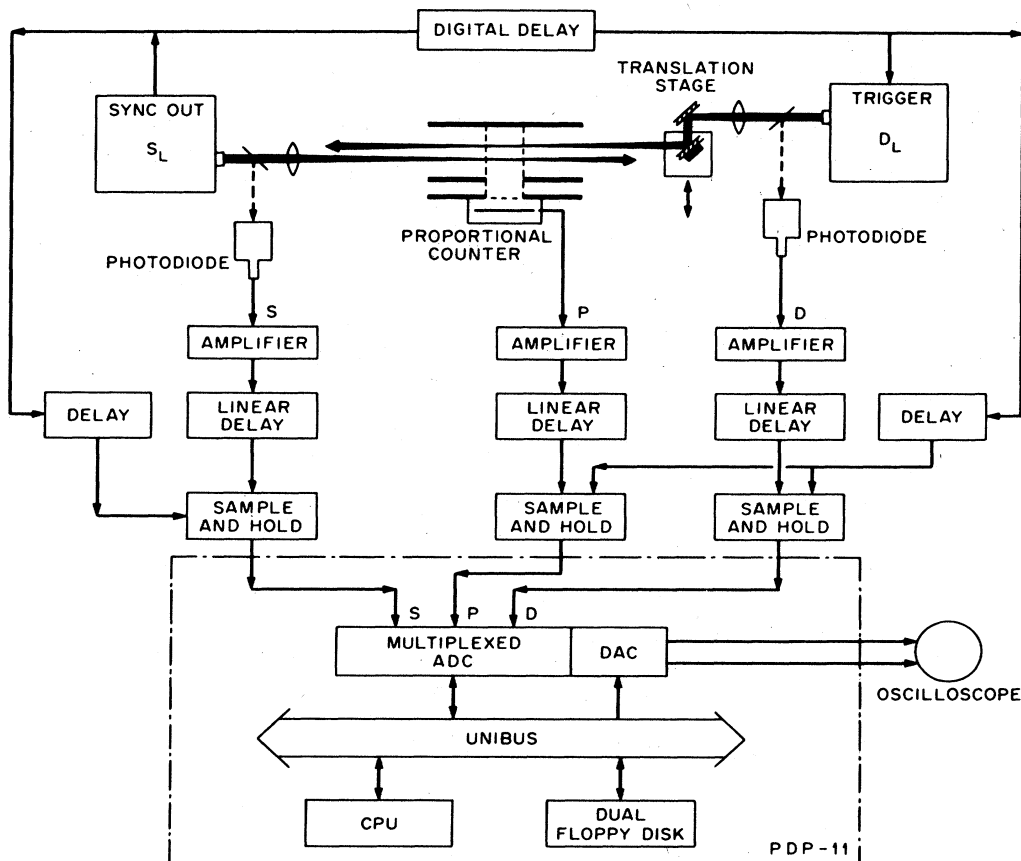 DIGITAL DELAY
TRANSLATION
STAGE
SYNC OUT
S_L
TRIGGER
D_L
PROPORTIONAL
COUNTER
PHOTODIODE
PHOTODIODE
S
P
D
AMPLIFIER
AMPLIFIER
AMPLIFIER
DELAY
LINEAR
DELAY
LINEAR
DELAY
LINEAR
DELAY
DELAY
SAMPLE
AND HOLD
SAMPLE
AND HOLD
SAMPLE
AND HOLD
S
P
D
MULTIPLEXED
ADC
DAC
OSCILLOSCOPE
UNIBUS
CPU
DUAL
FLOPPY DISK
PDP-11